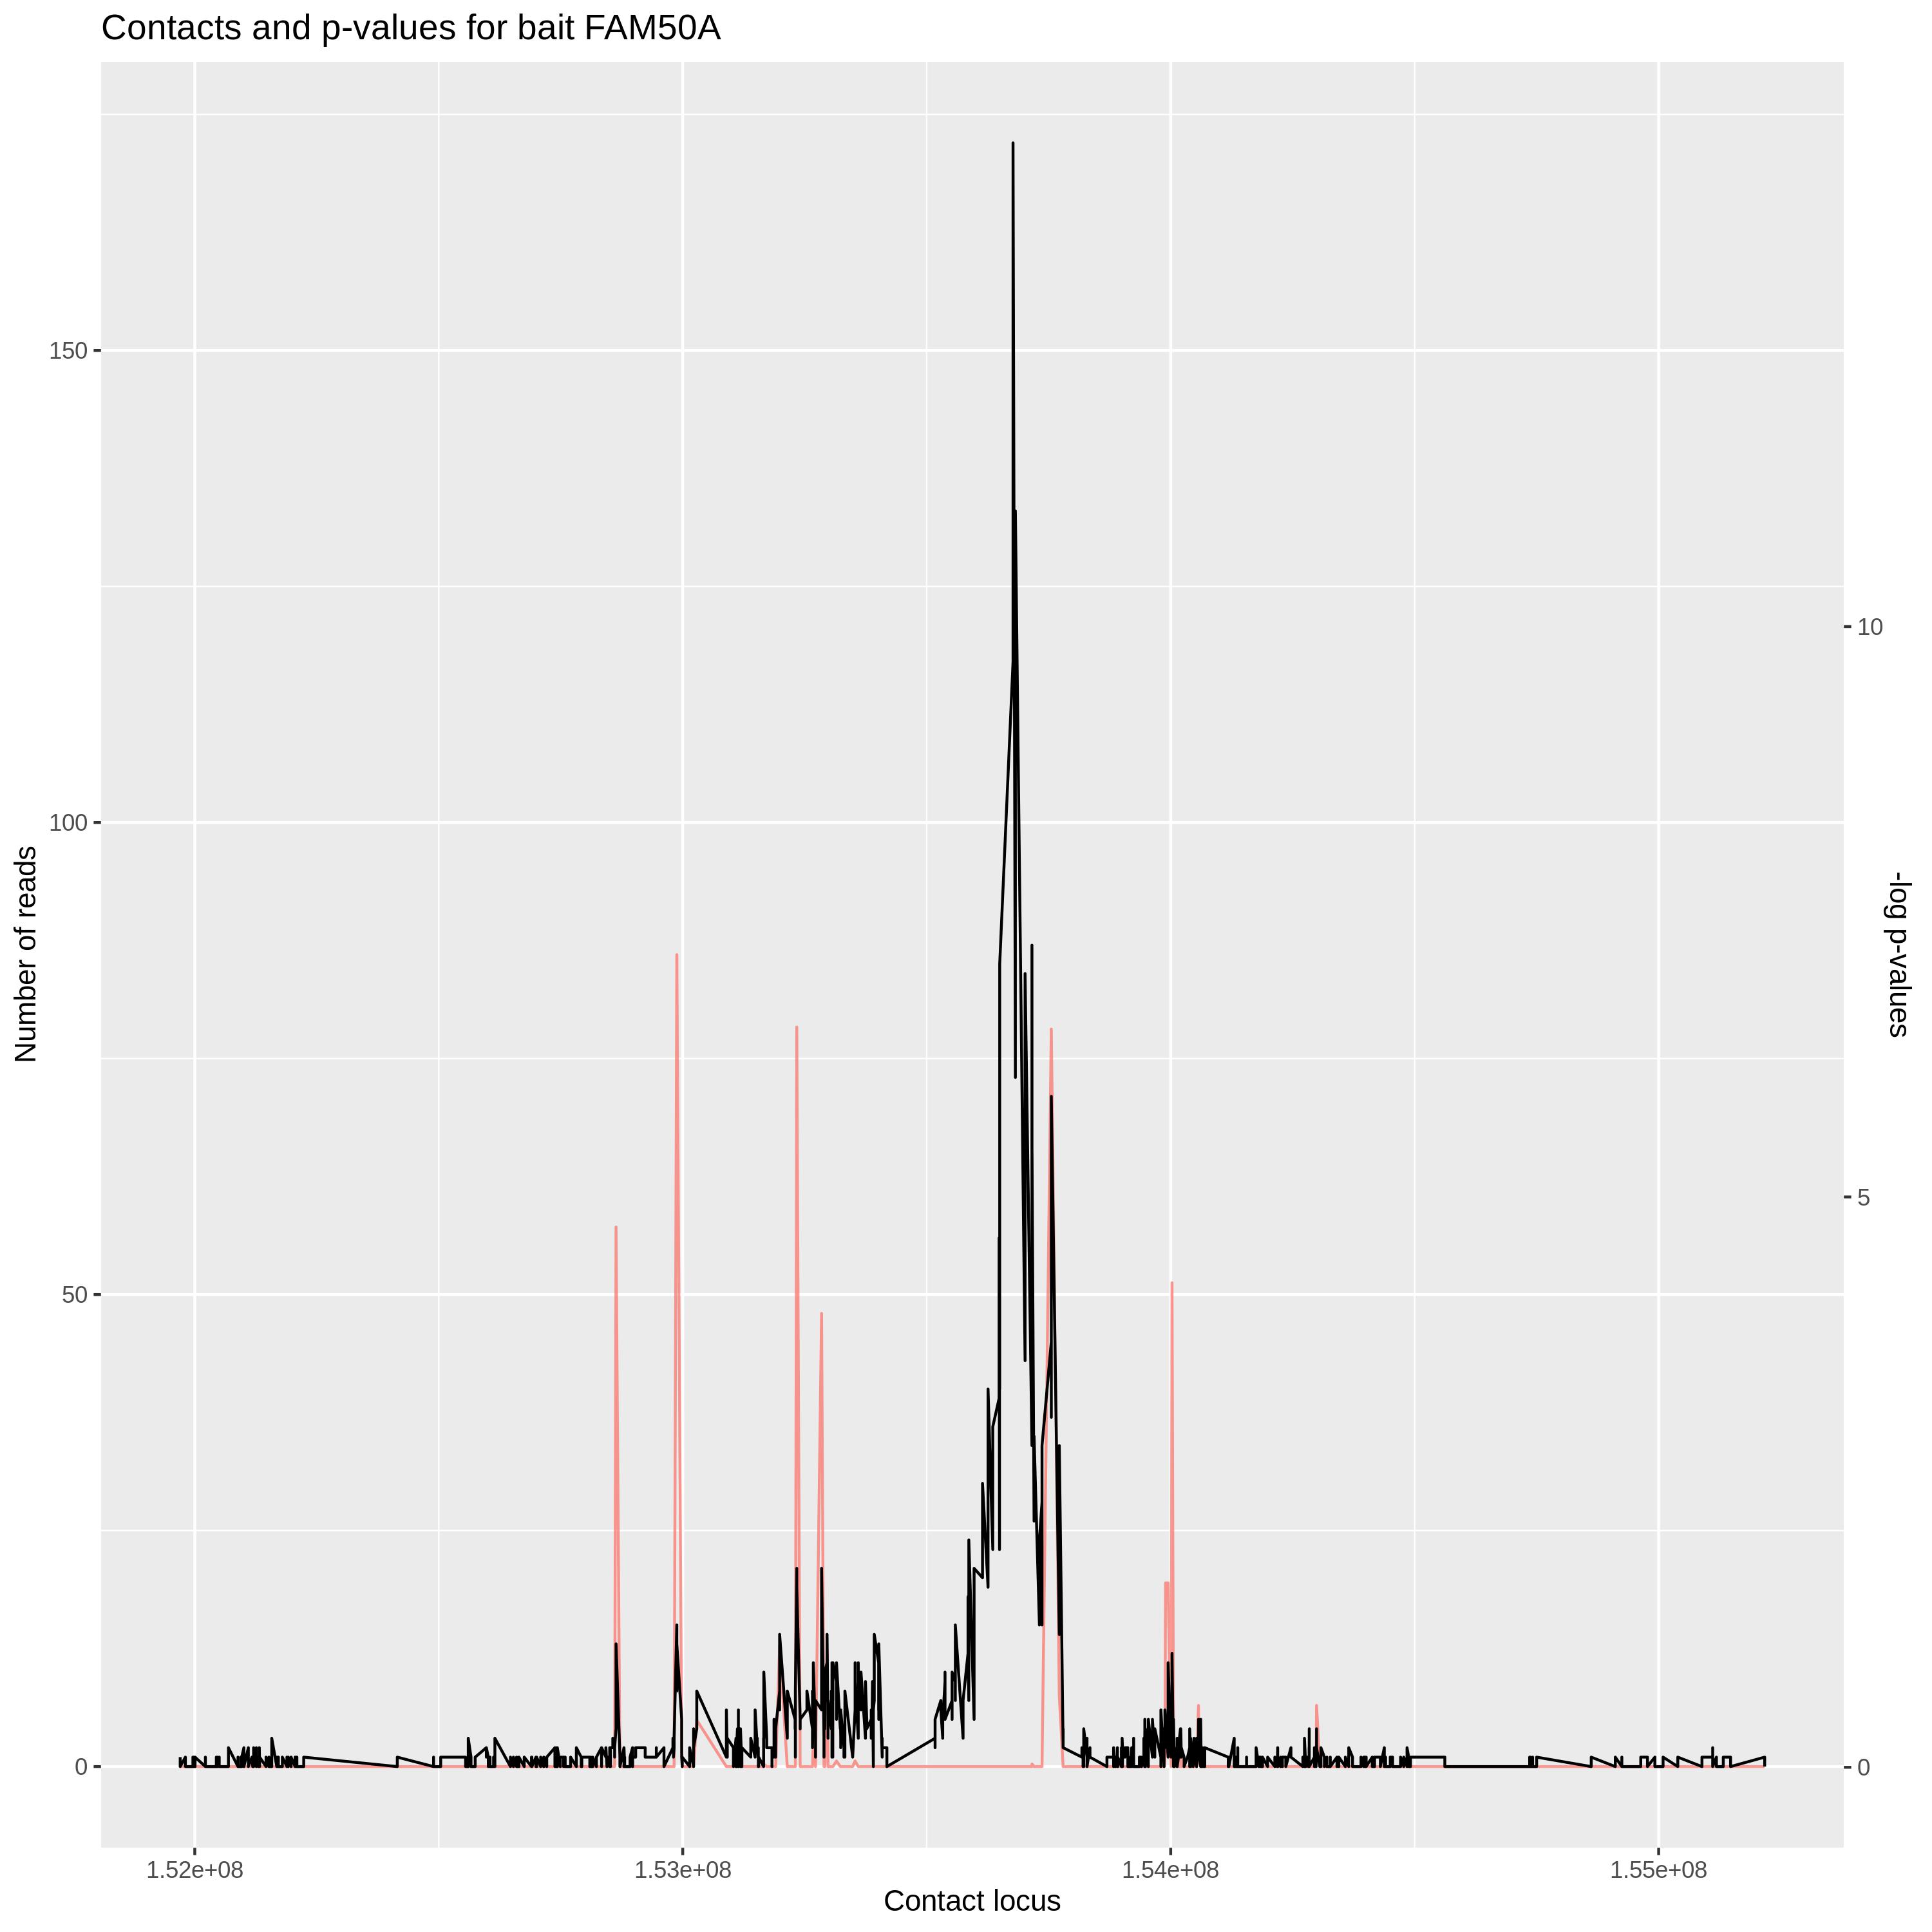 Contacts and p-values for bait FAM50A
150
100
50
0
Number of reads
10
5
0
-log p-values
1.52e+08
1.53e+08
1.54e+08
1.55e+08
Contact locus